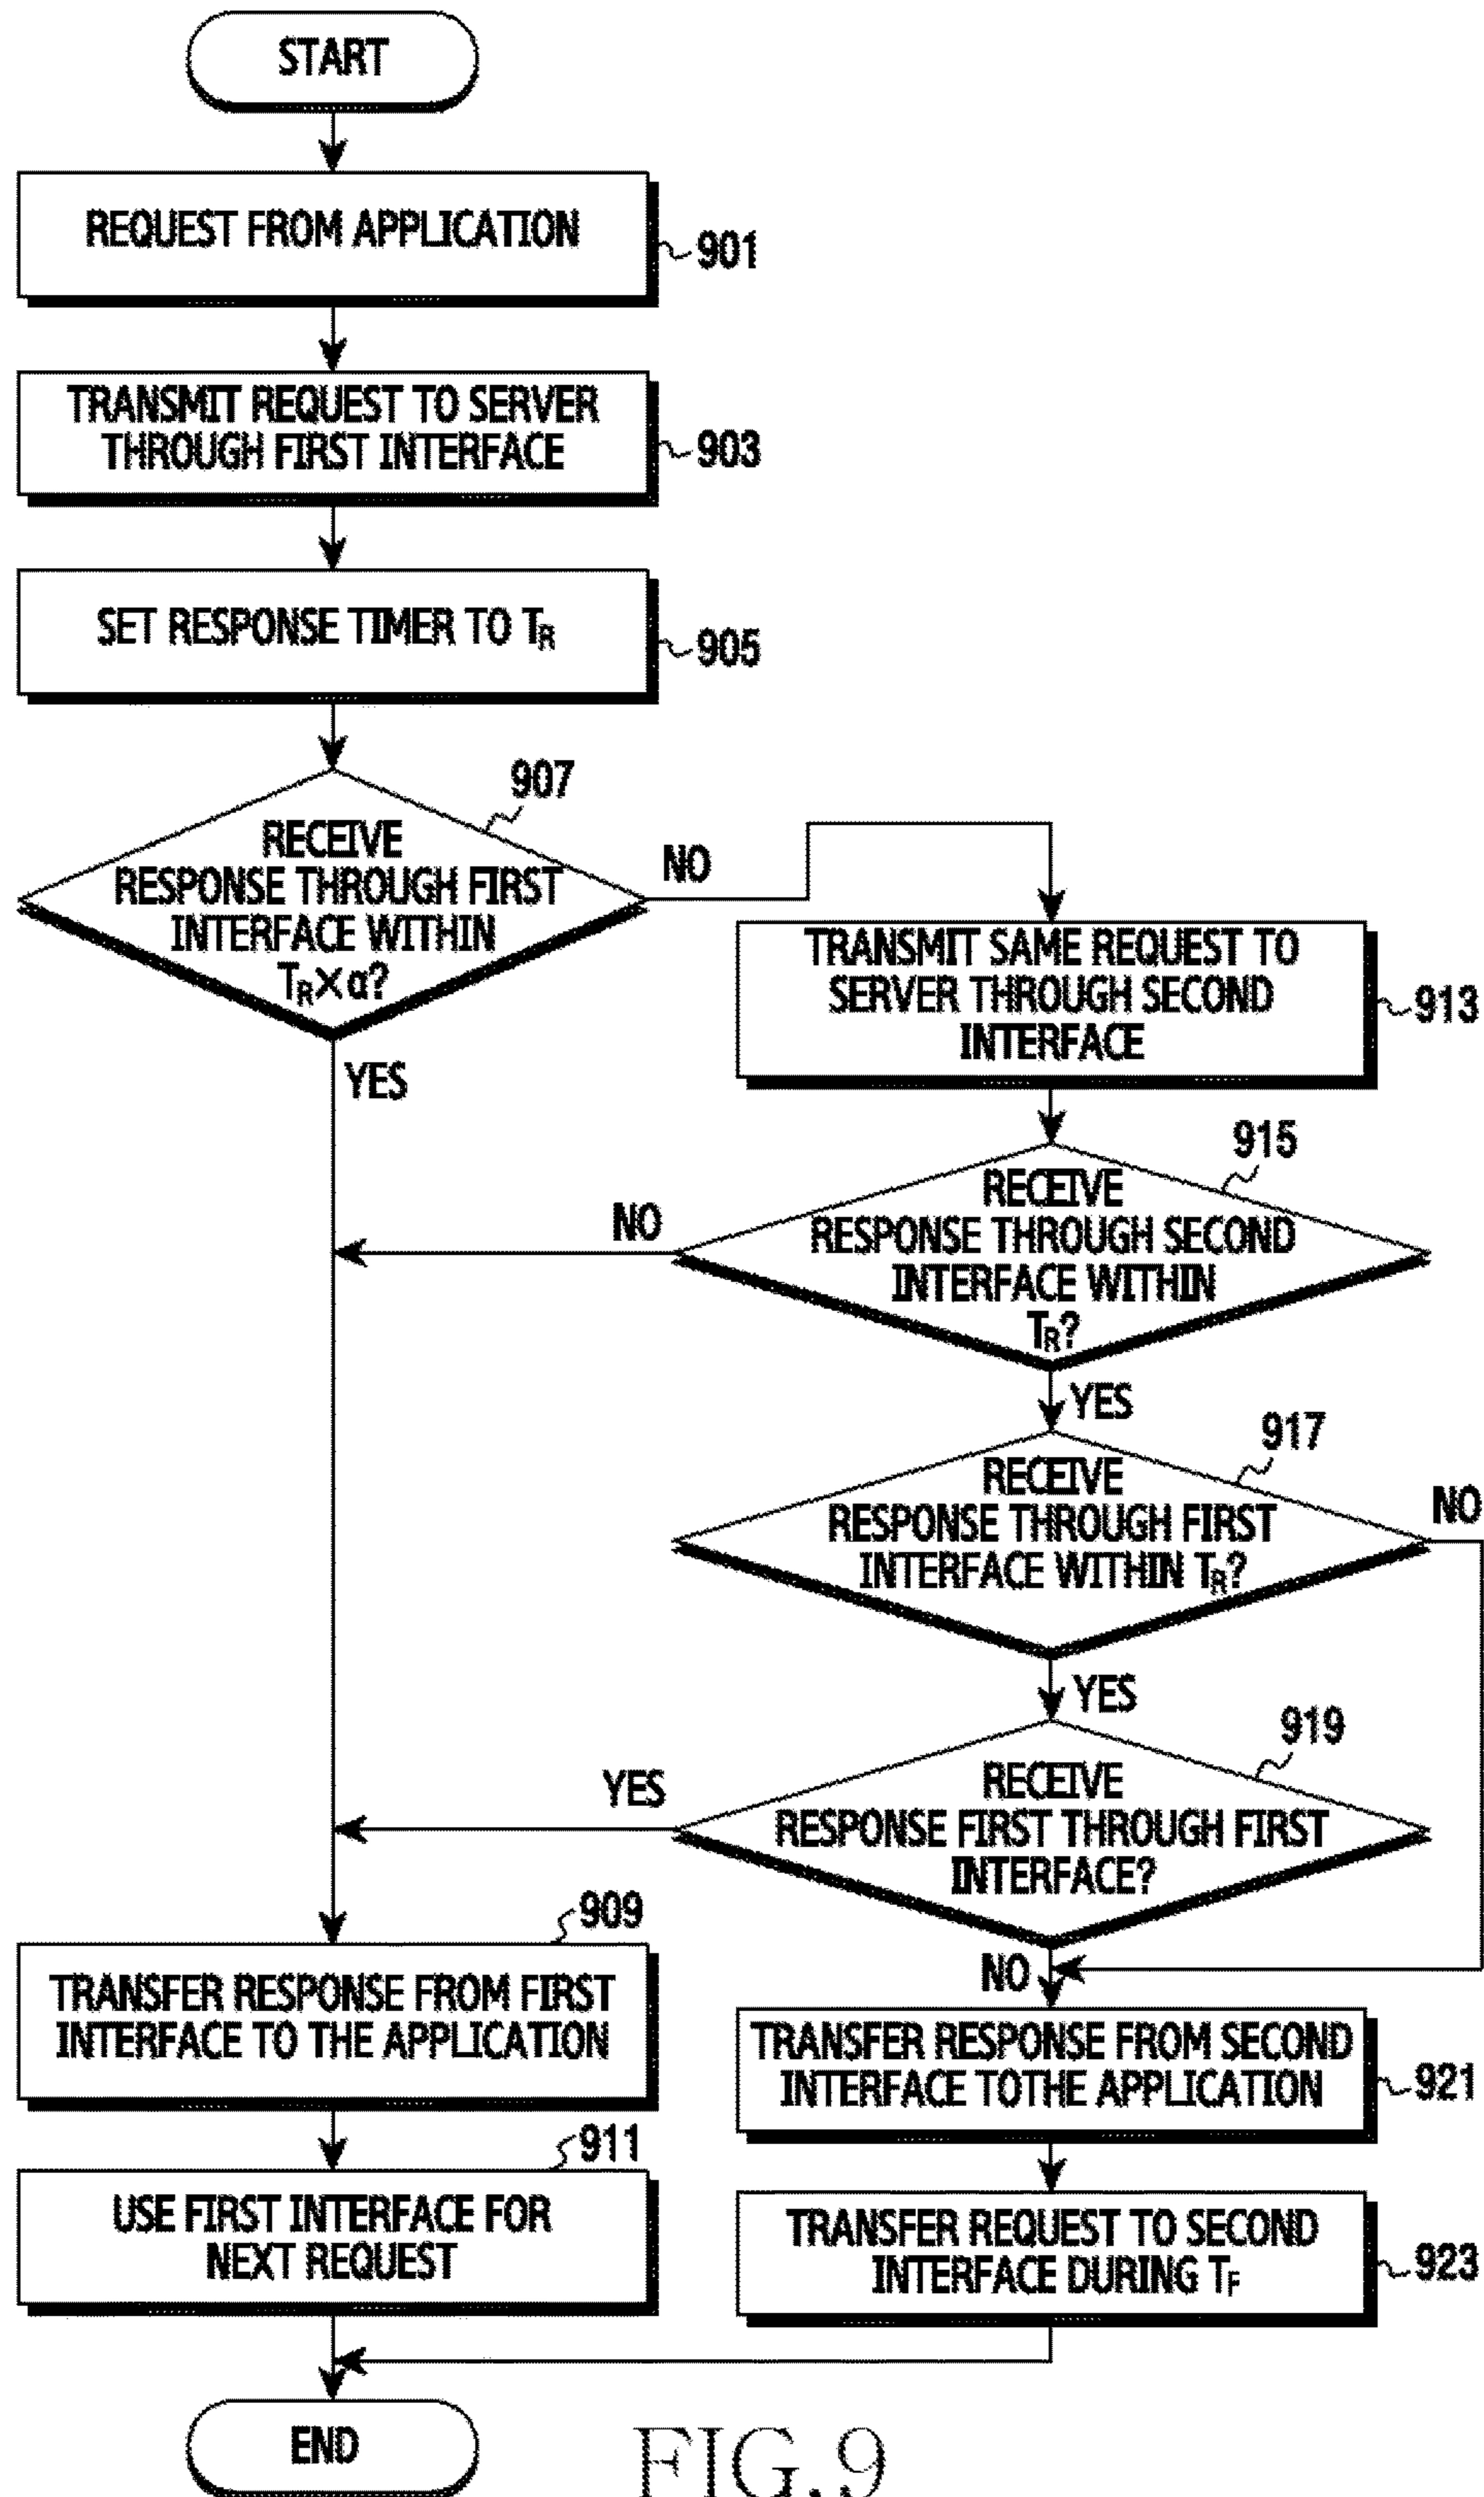 START
REQUEST FROM APPLICATION
901
TRANSMIT REQUEST TO SERVER
THROUGH FIRST INTERFACE
903
SET RESPONSE TIMER TO TR
905
907
RECEIVE
RESPONSE THROUGH FIRST
INTERFACE WITHIN
TR×α?
NO
YES
TRANSMIT SAME REQUEST TO
SERVER THROUGH SECOND
INTERFACE
913
915
RECEIVE
RESPONSE THROUGH SECOND
INTERFACE WITHIN
TR?
NO
YES
917
RECEIVE
RESPONSE THROUGH FIRST
INTERFACE WITHIN TR?
NO
YES
919
RECEIVE
RESPONSE FIRST THROUGH FIRST
INTERFACE?
YES
NO
909
TRANSFER RESPONSE FROM FIRST
INTERFACE TO THE APPLICATION
911
USE FIRST INTERFACE FOR
NEXT REQUEST
TRANSFER RESPONSE FROM SECOND
INTERFACE TOTHE APPLICATION
921
TRANSFER REQUEST TO SECOND
INTERFACE DURING TF
923
END
FIG.9